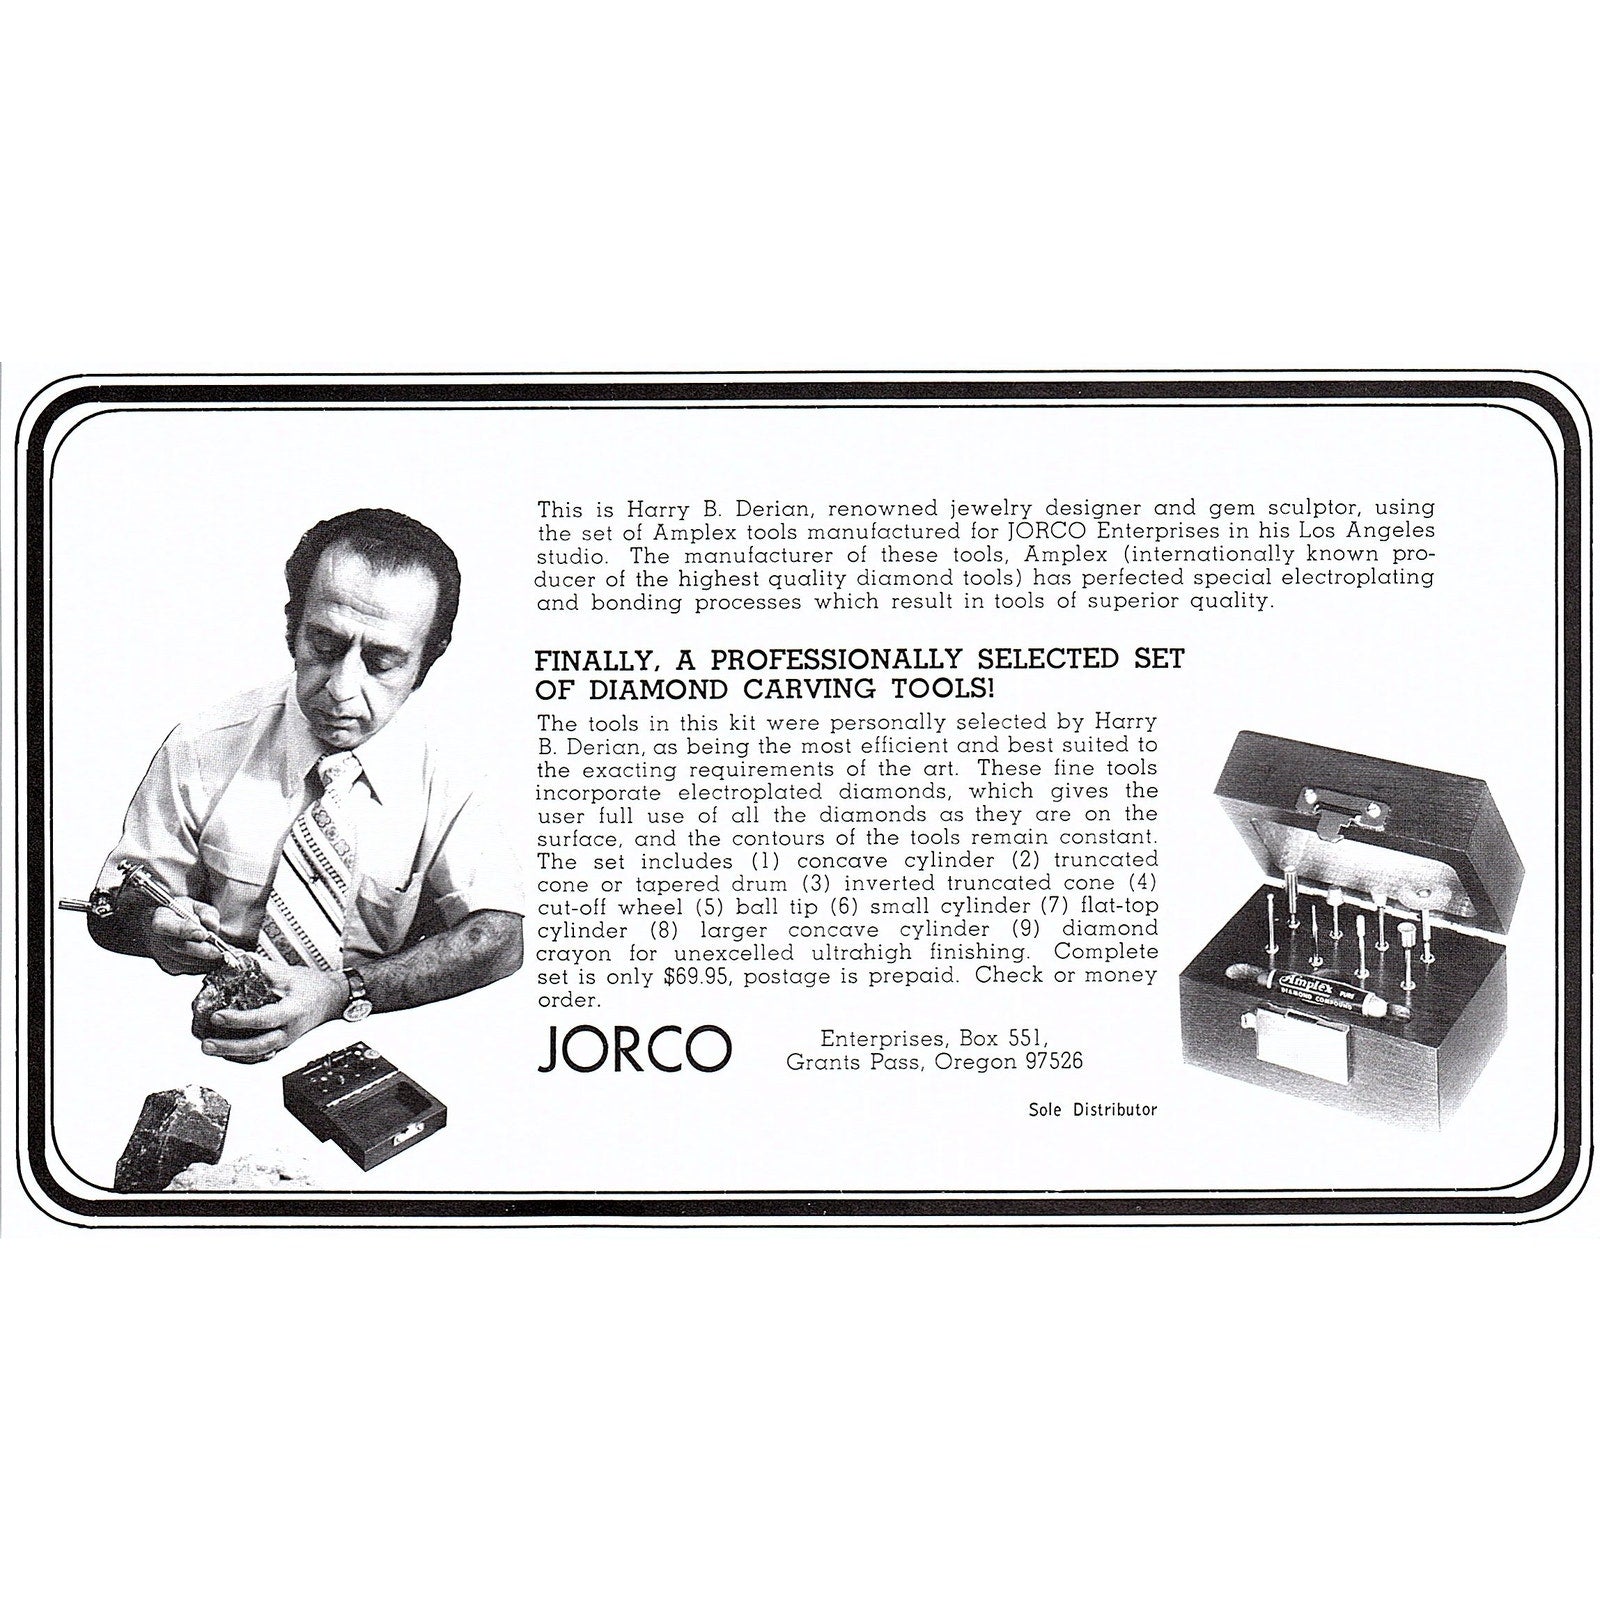 This is Harry B. Derian, renowned jewelry designer and gem sculptor, using
the set of Amplex tools manufactured for JORCO Enterprises in his Los Angeles
studio. The manufacturer of these tools, Amplex (internationally known pro-
ducer of the highest quality diamond tools) has perfected special electroplating
and bonding processes which result in tools of superior quality.
FINALLY, A PROFESSIONALLY SELECTED SET
OF DIAMOND CARVING TOOLS!
The tools in this kit were personally selected by Harry
B. Derian, as being the most efficient and best suited to
the exacting requirements of the art. These fine tools
incorporate electroplated diamonds, which gives the
user full use of all the diamonds as they are on the
surface, and the contours of the tools remain constant.
The set includes (1) concave cylinder (2) truncated
cone or tapered drum (3) inverted truncated cone (4)
cut-off wheel (5) ball tip (6) small cylinder (7) flat-top
cylinder (8) larger concave cylinder (9) diamond
crayon for unexcelled ultrahigh finishing. Complete
set is only $69.95, postage is prepaid. Check or money
order.
JORCO
Enterprises, Box 551,
Grants Pass, Oregon 97526
Sole Distributor
Amplex PURE
DIAMOND COMPOUND